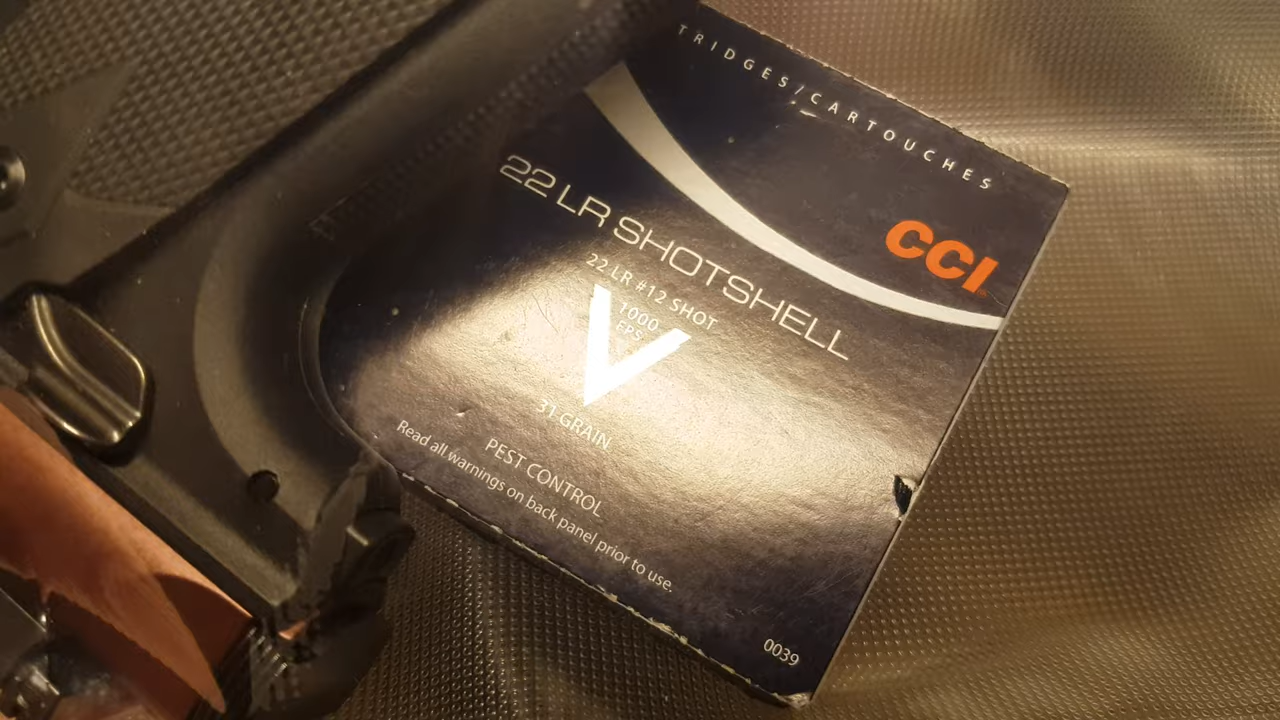 TRIDGES/CARTOUCHES
CCI
22 LR SHOTSHELL
22 LR #12 SHOT
1000
FPS
V
31 GRAIN
PEST CONTROL
Read all warnings on back panel prior to use.
0039